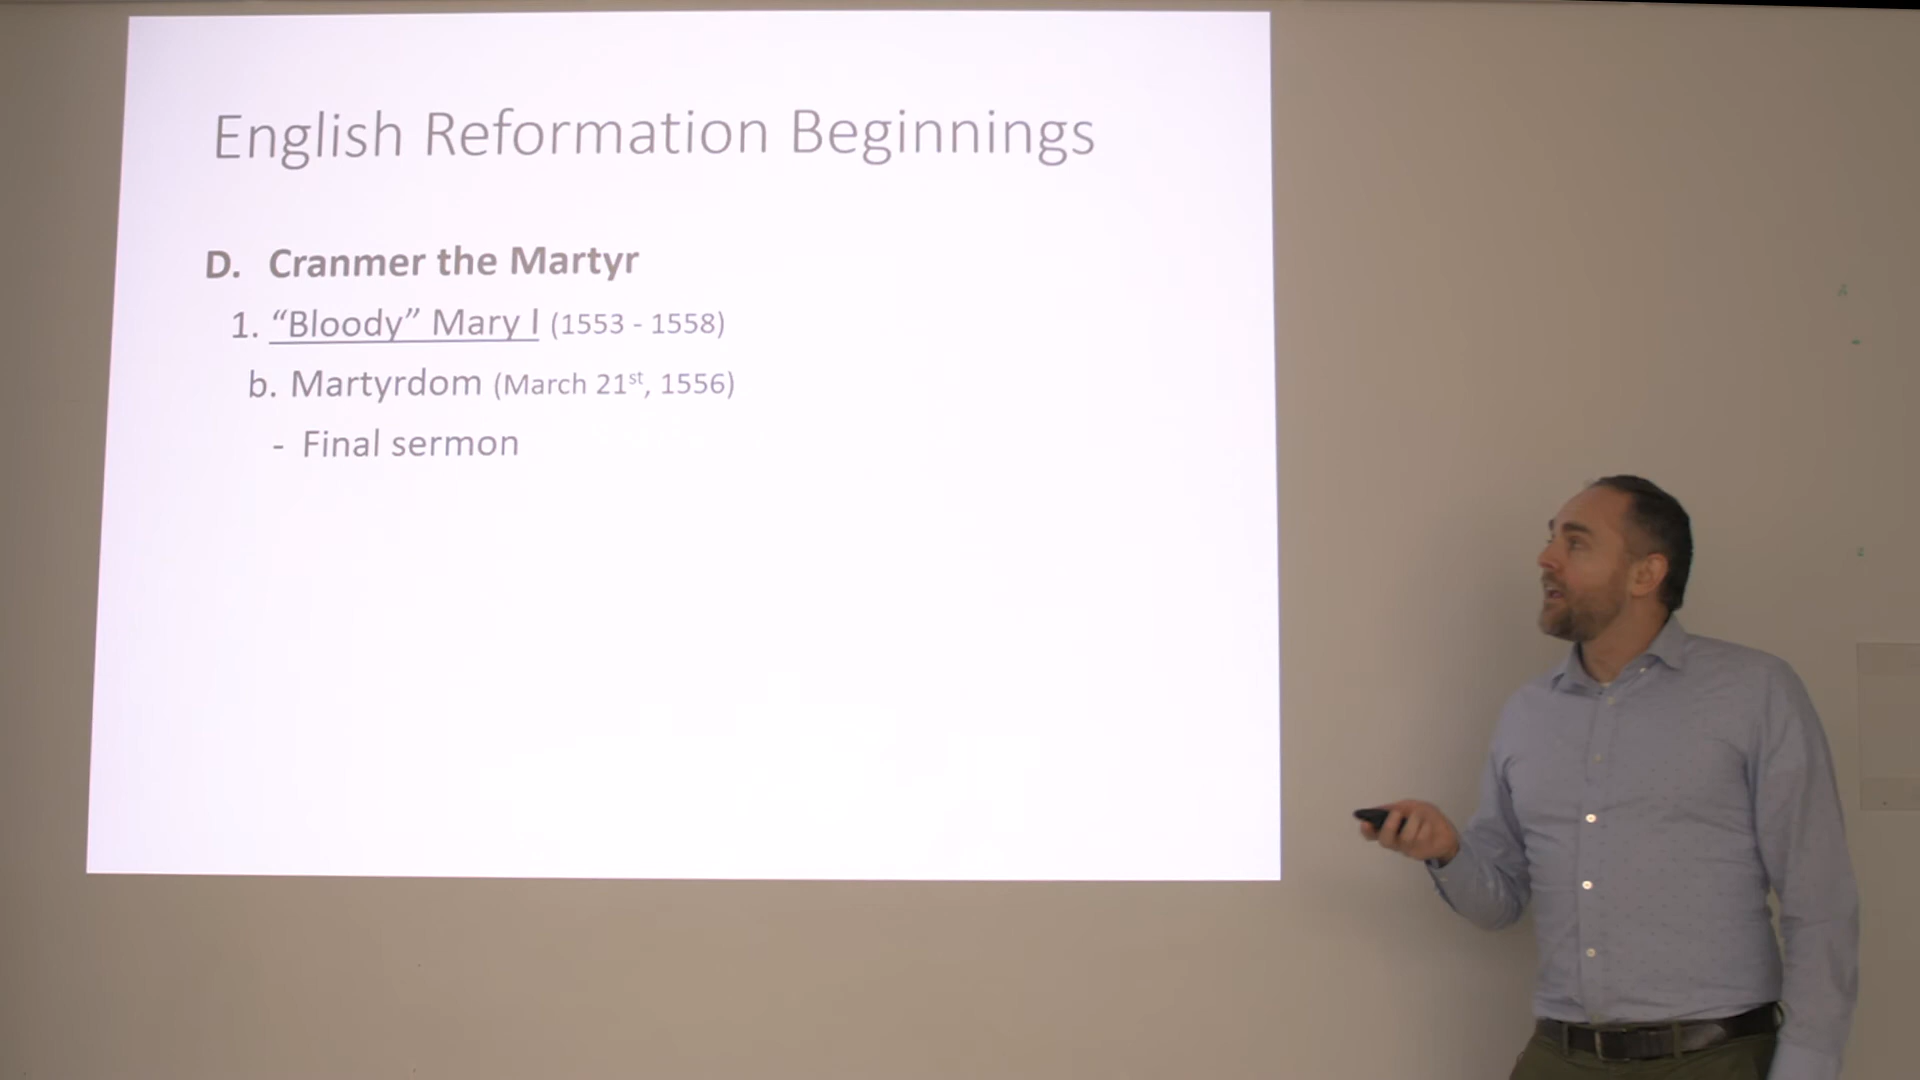 English Reformation Beginnings
D. Cranmer the Martyr
1. “Bloody” Mary I (1553 - 1558)
b. Martyrdom (March 21st, 1556)
- Final sermon